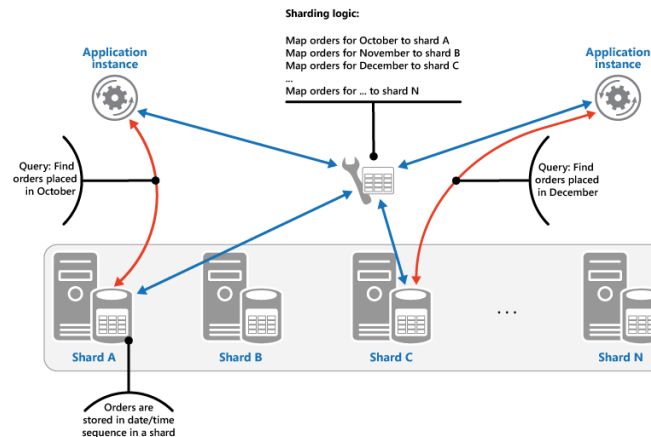 Sharding logic:
Map orders for October to shard A
Map orders for November to shard B
Map orders for December to shard C
...
Map orders for ... to shard N
Application
instance
Application
instance
Query: Find
orders placed
in October
Query: Find
orders placed
in December
...
Shard A
Shard B
Shard C
Shard N
Orders are
stored in date/time
sequence in a shard